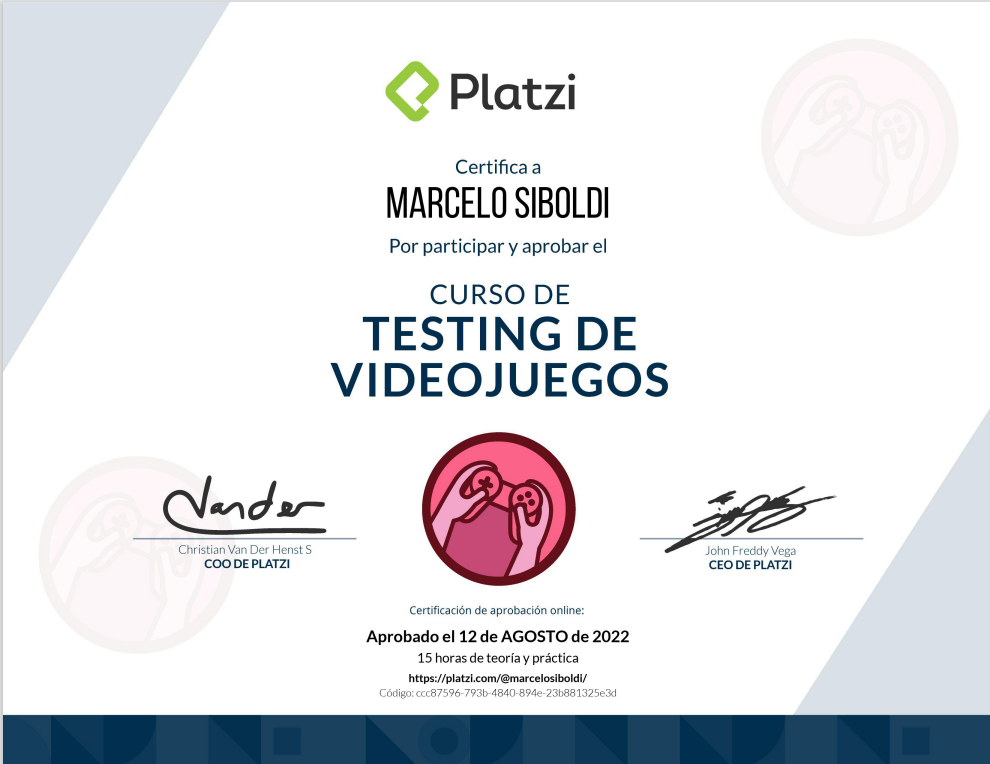 Platzi
Certifica a
MARCELO SIBOLDI
Por participar y aprobar el
CURSO DE
TESTING DE
VIDEOJUEGOS
Vander
Christian Van Der Henst S
COO DE PLATZI
John Freddy Vega
CEO DE PLATZI
Certificación de aprobación online:
Aprobado el 12 de AGOSTO de 2022
15 horas de teoría y práctica
https://platzi.com/@marcelosiboldi/
Código: ccc87596-793b-4840-894e-23b881325e3d